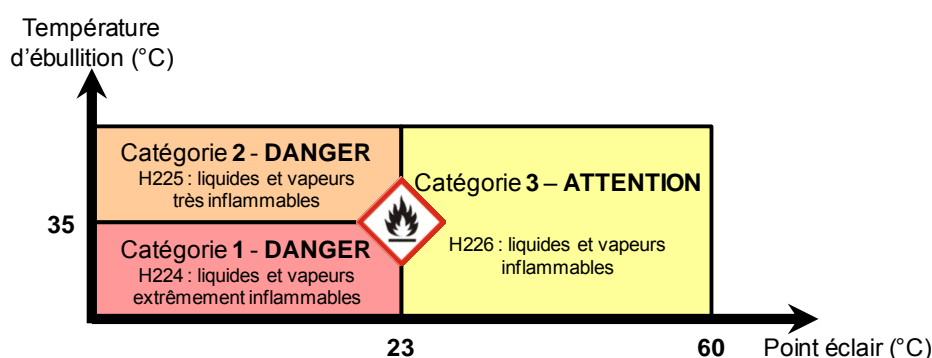 Température
d'ébullition (°C)
Catégorie 2 - DANGER
H225 : liquides et vapeurs
très inflammables
35
Catégorie 1 - DANGER
H224 : liquides et vapeurs
extrêmement inflammables
Catégorie 3 – ATTENTION
H226 : liquides et vapeurs
inflammables
23
60
Point éclair (°C)